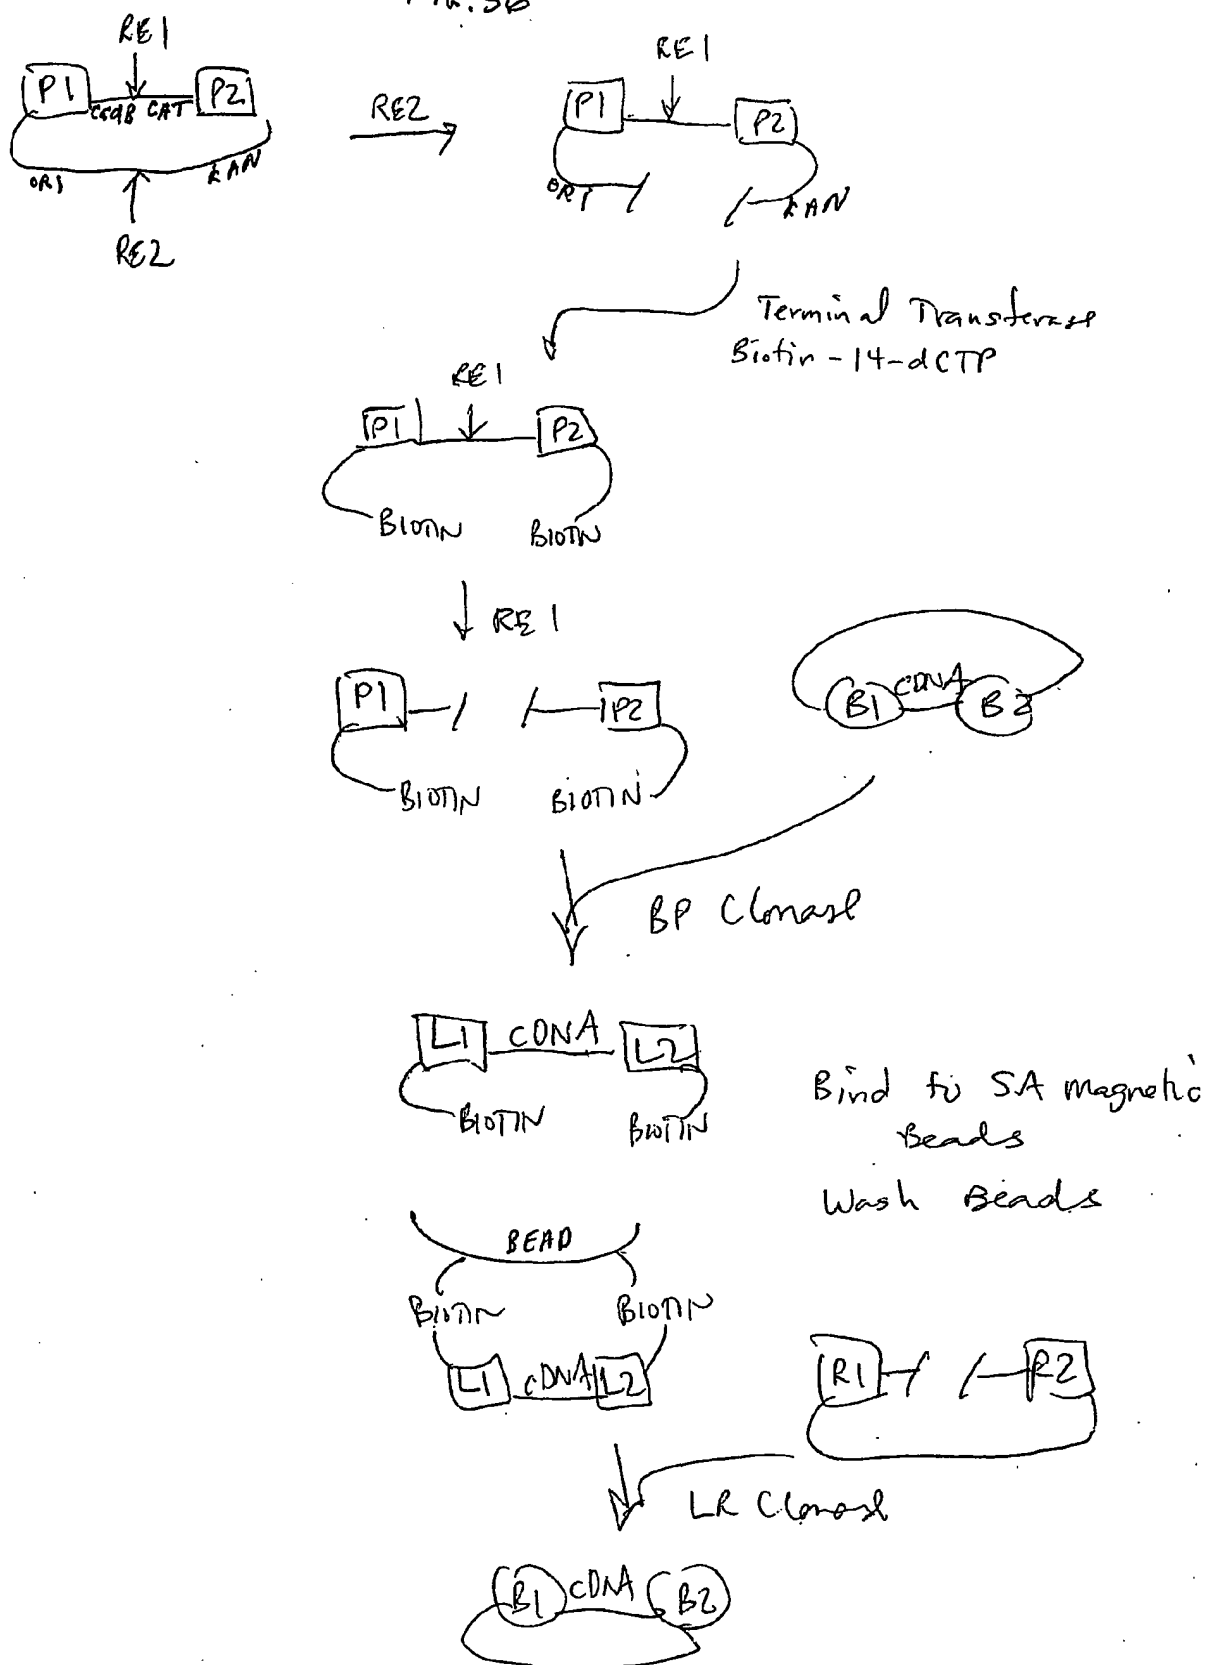 RE1
P1 CCDB CAT P2
ORI KAN
RE2
RE2
RE1
P1 P2
ORI KAN
Terminal Transferase
Biotin-14-dCTP
RE1
P1 P2
BIOTIN BIOTIN
RE1
P1 P2
BIOTIN BIOTIN
B1 CDNA B2
BP Clonase
L1 CDNA L2
BIOTIN BIOTIN
Bind to SA magnetic
Beads
Wash Beads
BEAD
BIOTIN BIOTIN
L1 cDNA L2
R1 R2
LR Clonase
B1 cDNA B2